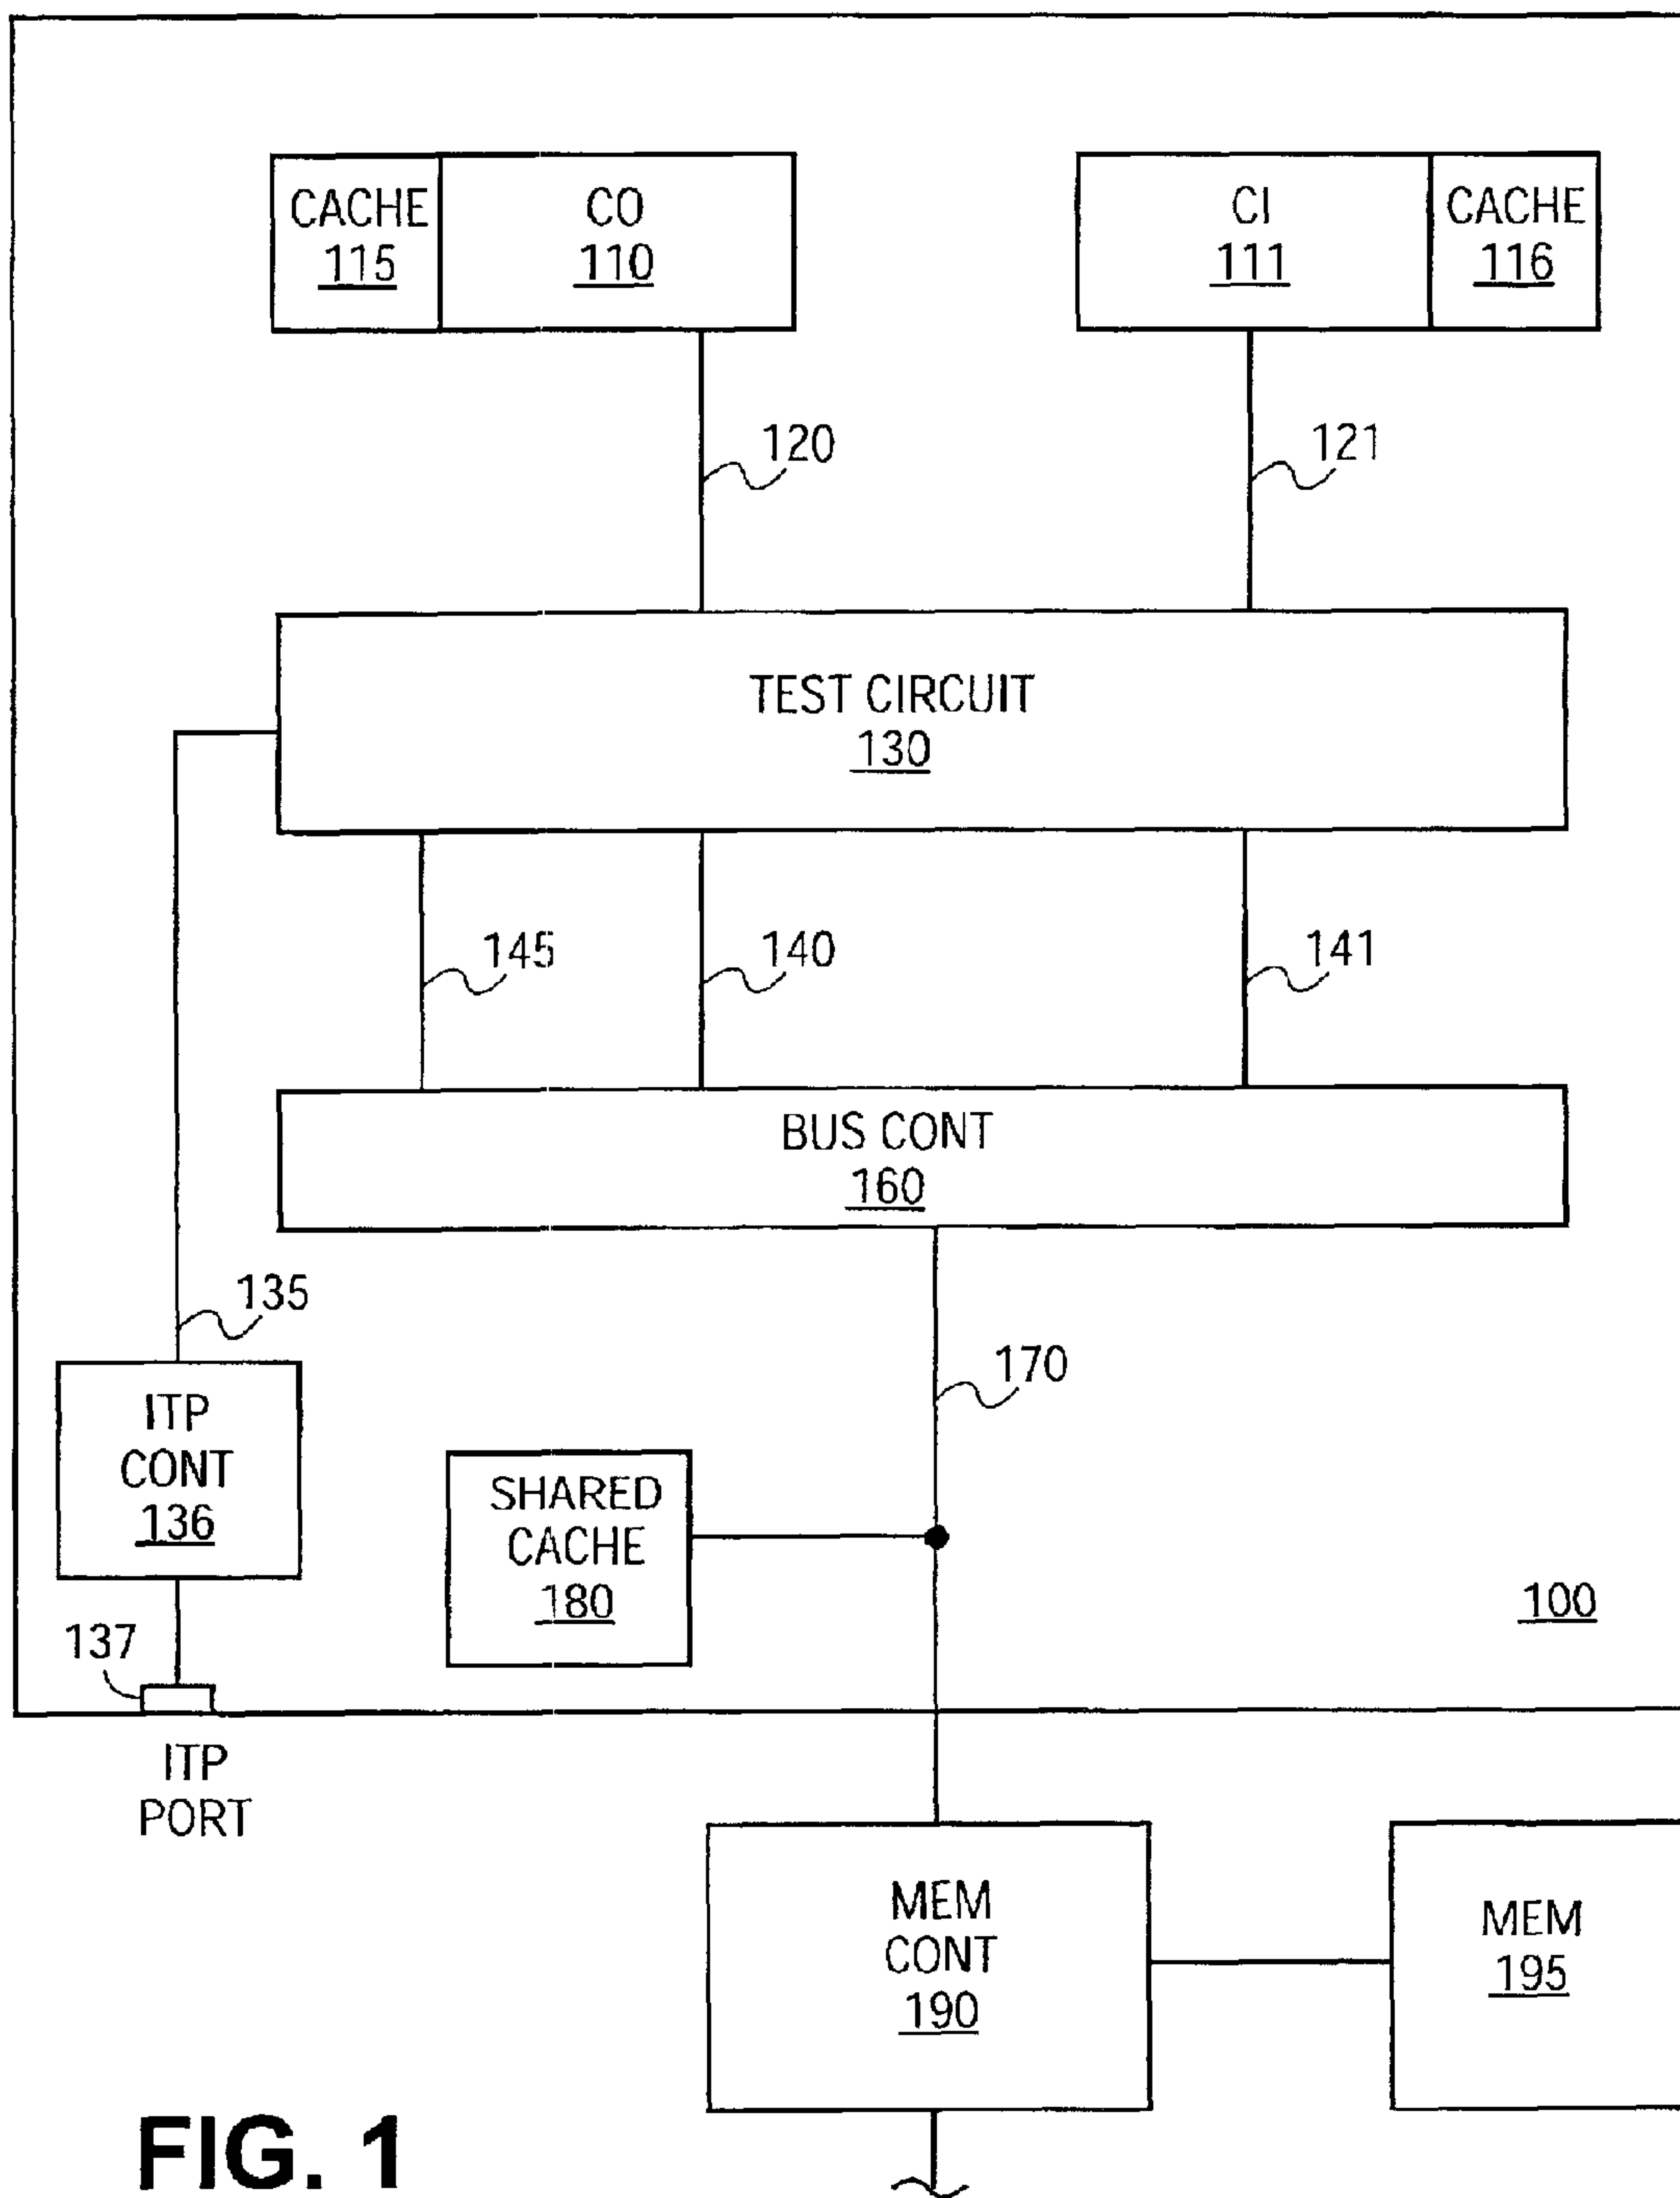 CACHE
115
CO
110
CI
111
CACHE
116
120
121
TEST CIRCUIT
130
145
140
141
BUS CONT
160
135
170
ITP
CONT
136
SHARED
CACHE
180
100
137
ITP
PORT
MEM
CONT
190
MEM
195
FIG. 1